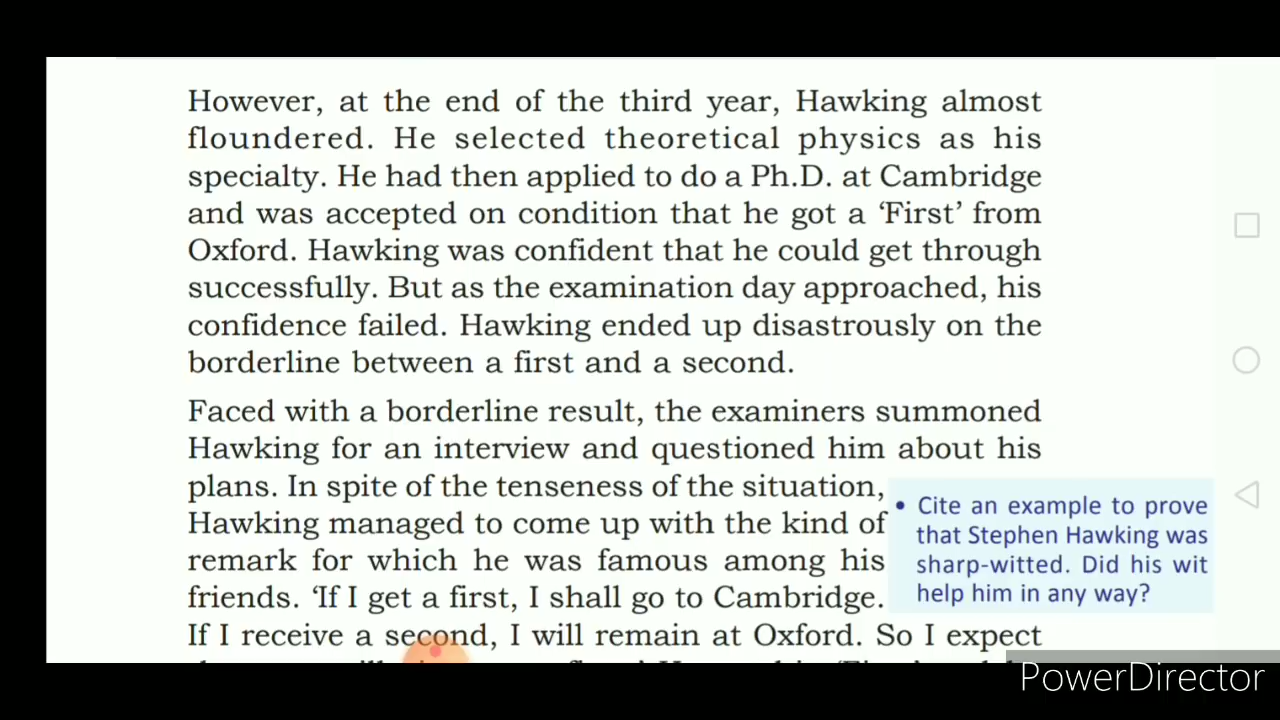 However, at the end of the third year, Hawking almost
floundered. He selected theoretical physics as his
specialty. He had then applied to do a Ph.D. at Cambridge
and was accepted on condition that he got a ‘First’ from
Oxford. Hawking was confident that he could get through
successfully. But as the examination day approached, his
confidence failed. Hawking ended up disastrously on the
borderline between a first and a second.
Faced with a borderline result, the examiners summoned
Hawking for an interview and questioned him about his
plans. In spite of the tenseness of the situation,
Hawking managed to come up with the kind of
remark for which he was famous among his
friends. ‘If I get a first, I shall go to Cambridge.
If I receive a second, I will remain at Oxford. So I expect
• Cite an example to prove
that Stephen Hawking was
sharp-witted. Did his wit
help him in any way?
PowerDirector